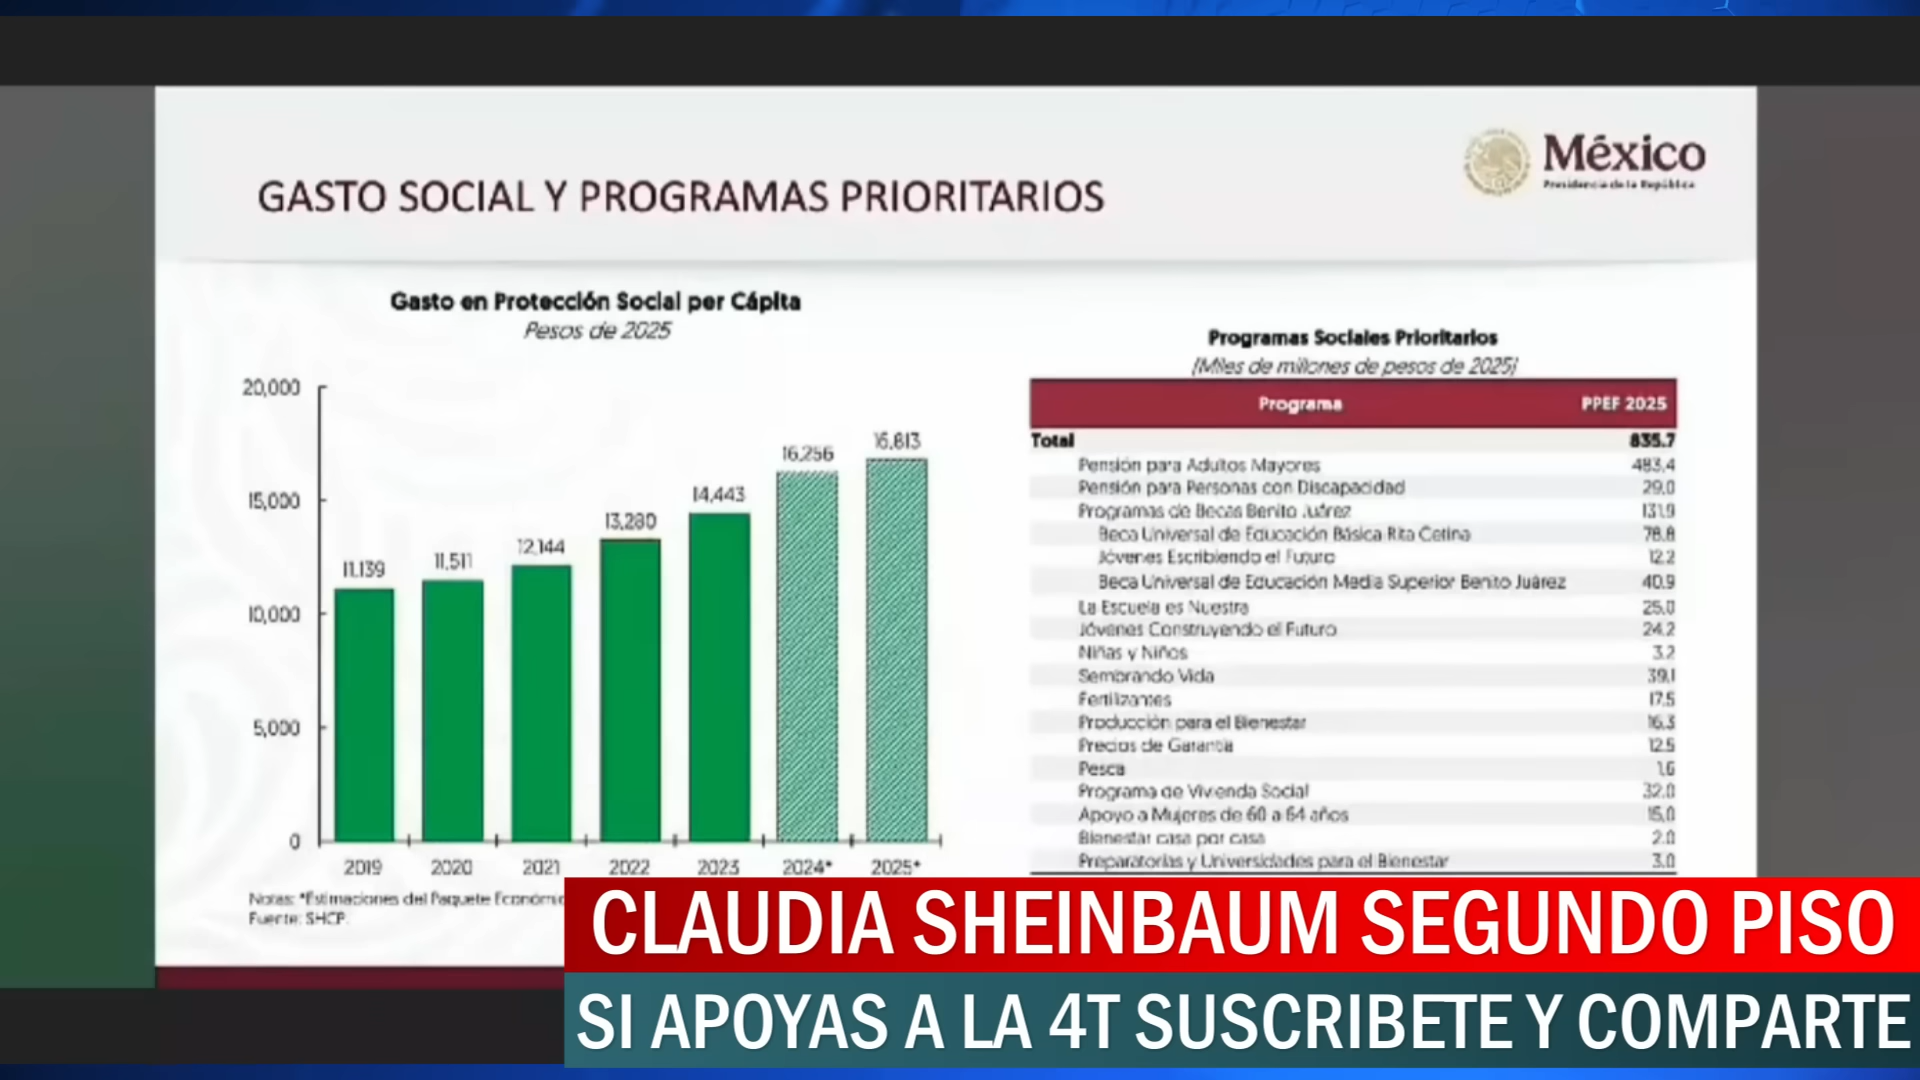 GASTO SOCIAL Y PROGRAMAS PRIORITARIOS
México
Presidencia de la República
Gasto en Protección Social per Cápita
Pesos de 2025
20,000
15,000
10,000
5,000
0
11,139
11,511
12,144
13,280
14,443
16,256
16,813
2019
2020
2021
2022
2023
2024*
2025*
Notas: *Estimaciones del Paquete
Fuente: SHCP.
Programas Sociales Prioritarios
(Miles de millones de pesos de 2025)
Programa PPEF 2025
Total 835.7
Pensión para Adultos Mayores 483.4
Pensión para Personas con Discapacidad 29.0
Programas de Becas Benito Juárez 131.9
Beca Universal de Educación Básica Rita Cetina 78.8
Jóvenes Escribiendo el Futuro 12.2
Beca Universal de Educación Media Superior Benito Juárez 40.9
La Escuela es Nuestra 25.0
Jóvenes Construyendo el Futuro 24.2
Niñas y Niños 3.2
Sembrando Vida 39.1
Fertilizantes 17.5
Producción para el Bienestar 16.3
Precios de Garantía 12.5
Pesca 1.6
Programa de Vivienda Social 32.0
Apoyo a Mujeres de 60 a 64 años 15.0
Bienestar casa por casa 2.0
Preparatorias y Universidades para el Bienestar 3.0
CLAUDIA SHEINBAUM SEGUNDO PISO
SI APOYAS A LA 4T SUSCRIBETE Y COMPARTE